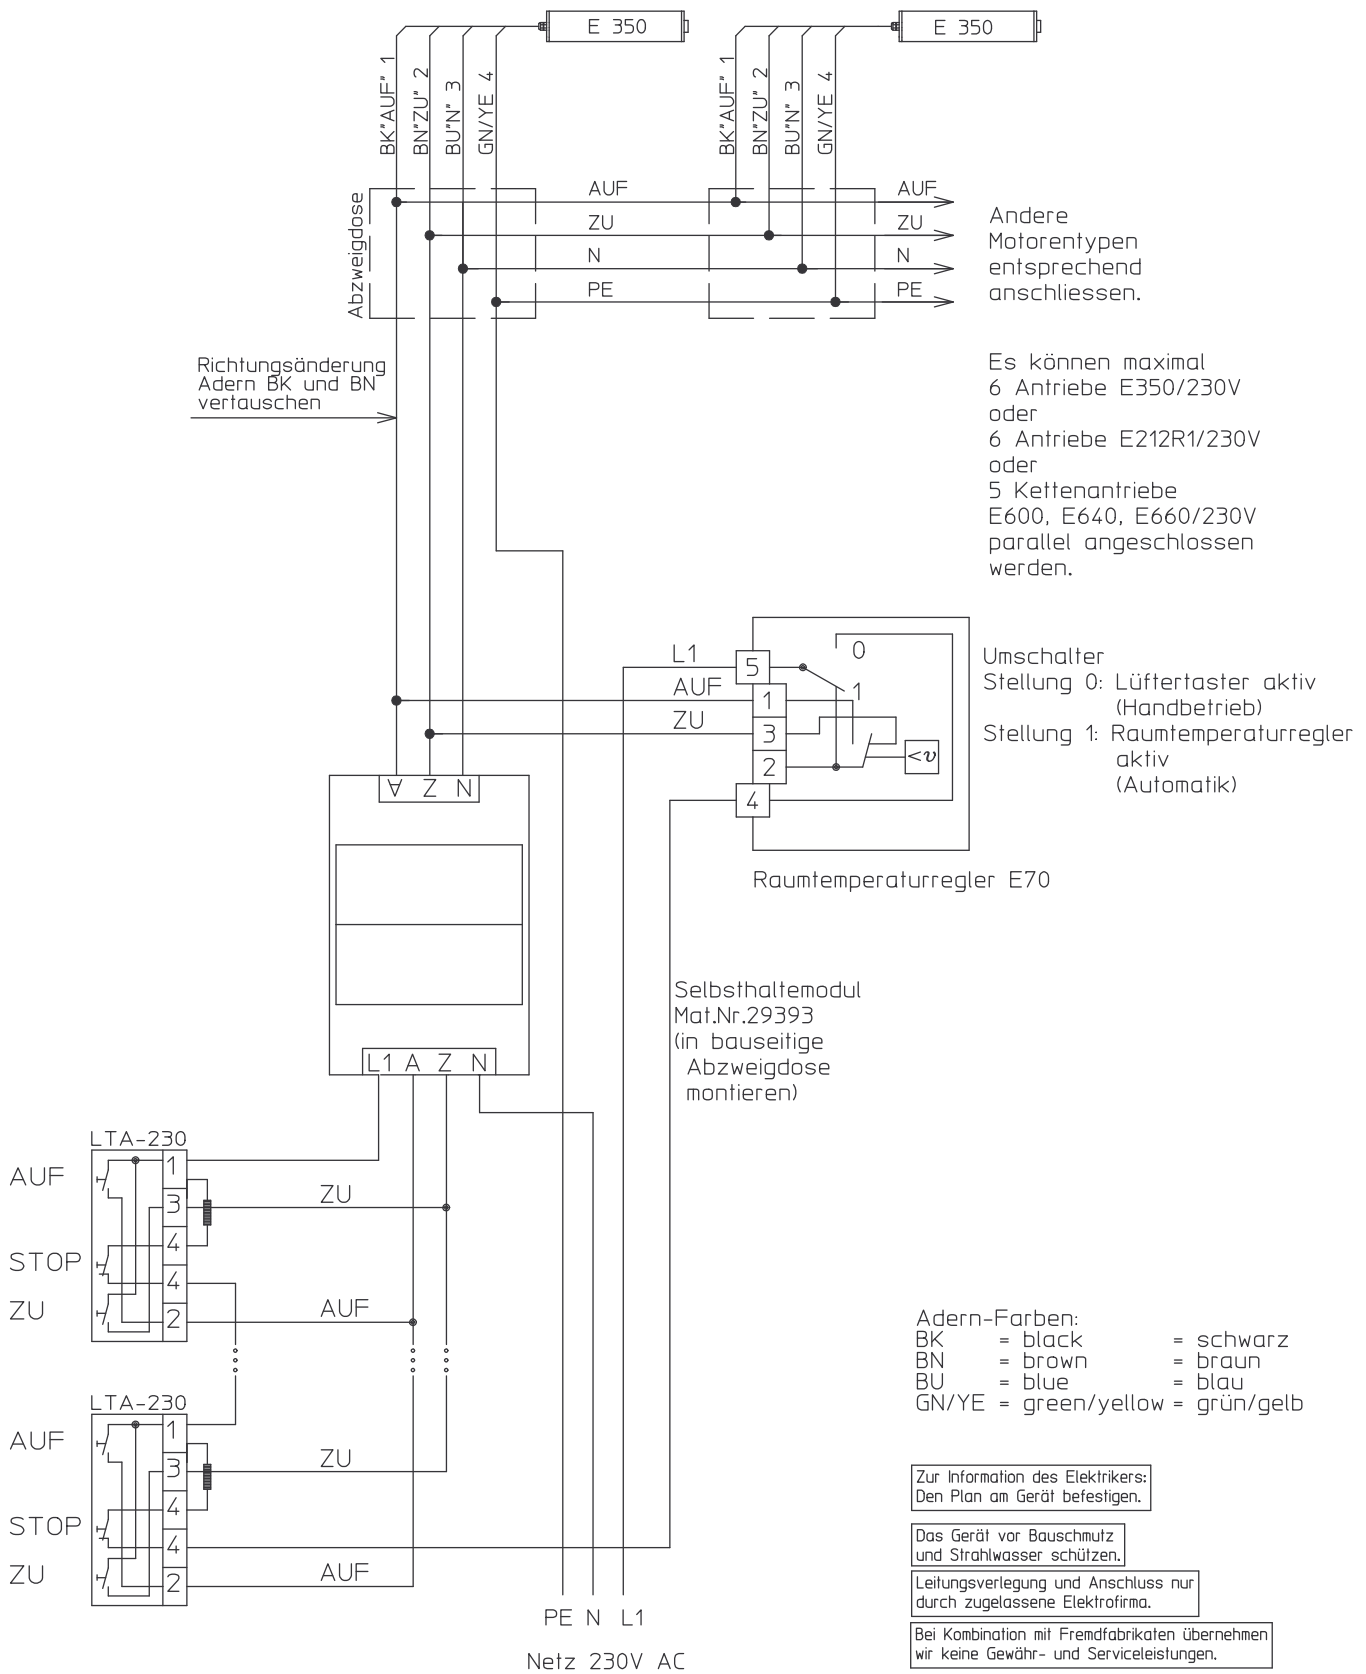 E 350
E 350
BK"AUF" 1
BN"ZU" 2
BU"N" 3
GN/YE 4
BK"AUF" 1
BN"ZU" 2
BU"N" 3
GN/YE 4
Abzweigdose
AUF
ZU
N
PE
AUF
ZU
N
PE
Andere
Motorentypen
entsprechend
anschliessen.
Richtungsänderung
Adern BK und BN
vertauschen
Es können maximal
6 Antriebe E350/230V
oder
6 Antriebe E212R1/230V
oder
5 Kettenantriebe
E600, E640, E660/230V
parallel angeschlossen
werden.
L1
AUF
ZU
5
1
3
2
4
0
1
<υ
Umschalter
Stellung 0: Lüftertaster aktiv
(Handbetrieb)
Stellung 1: Raumtemperaturregler
aktiv
(Automatik)
Raumtemperaturregler E70
A Z N
L1 A Z N
Selbsthaltemodul
Mat.Nr.29393
(in bauseitige
Abzweigdose
montieren)
LTA-230
AUF
STOP
ZU
1
3
4
4
2
ZU
AUF
LTA-230
AUF
STOP
ZU
1
3
4
4
2
ZU
AUF
PE N L1
Netz 230V AC
Adern-Farben:
BK = black = schwarz
BN = brown = braun
BU = blue = blau
GN/YE = green/yellow = grün/gelb
Zur Information des Elektrikers:
Den Plan am Gerät befestigen.
Das Gerät vor Bauschmutz
und Strahlwasser schützen.
Leitungsverlegung und Anschluss nur
durch zugelassene Elektrofirma.
Bei Kombination mit Fremdfabrikaten übernehmen
wir keine Gewähr- und Serviceleistungen.